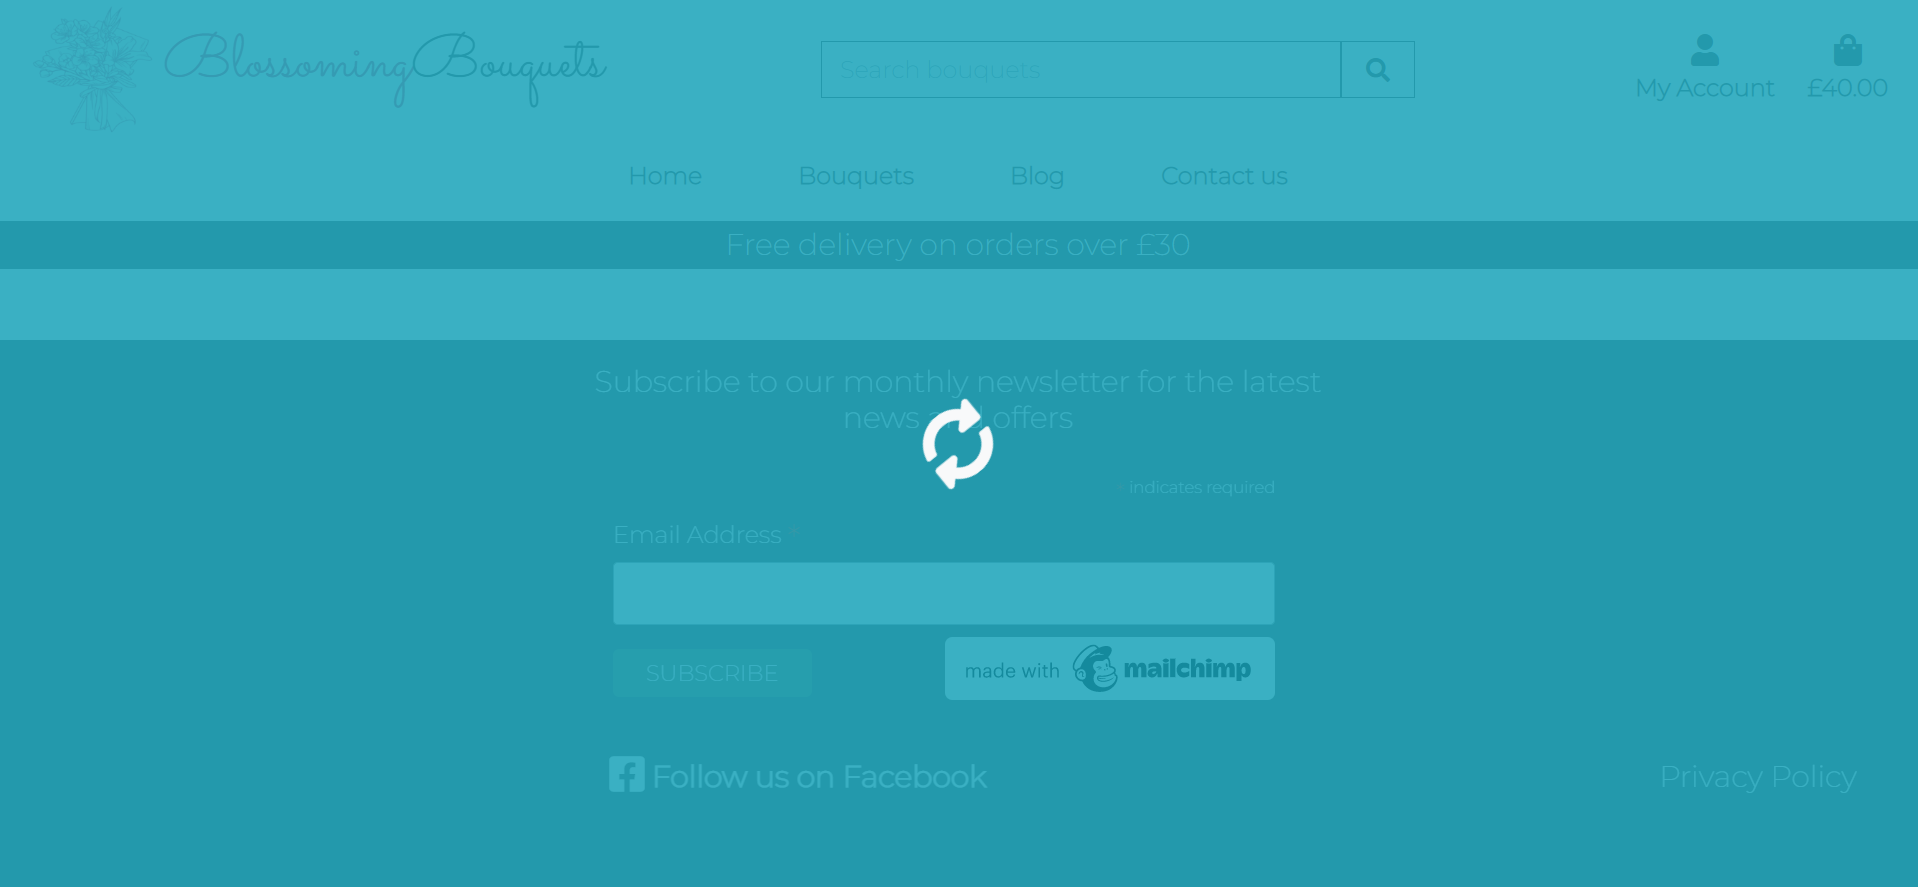 BlossomingBouquets
Search bouquets
My Account
£40.00
Home
Bouquets
Blog
Contact us
Free delivery on orders over £30
Subscribe to our monthly newsletter for the latest
news and offers
* indicates required
Email Address *
SUBSCRIBE
made with mailchimp
Follow us on Facebook
Privacy Policy